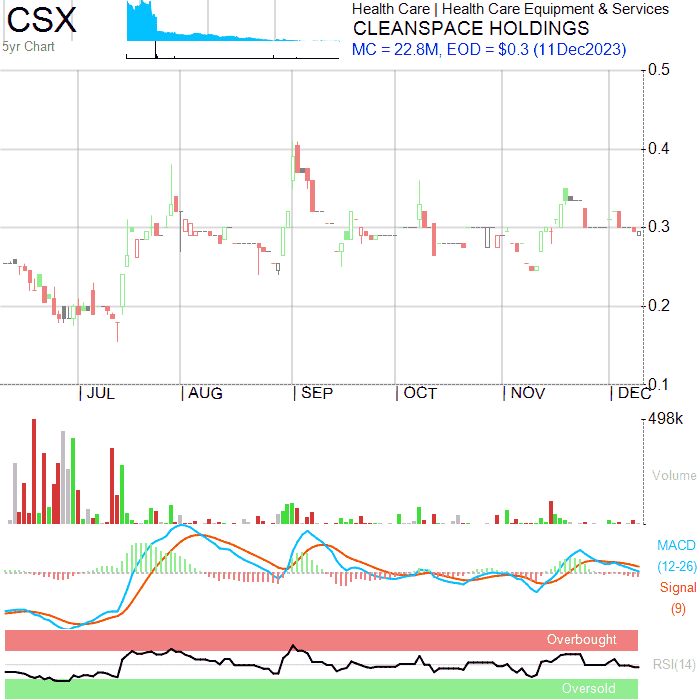 CSX
5yr Chart
Health Care | Health Care Equipment & Services
CLEANSPACE HOLDINGS
MC = 22.8M, EOD = $0.3 (11Dec2023)
0.5
0.4
0.3
0.2
0.1
JUL
AUG
SEP
OCT
NOV
DEC
498k
Volume
MACD
(12-26)
Signal
(9)
Overbought
RSI(14)
Oversold